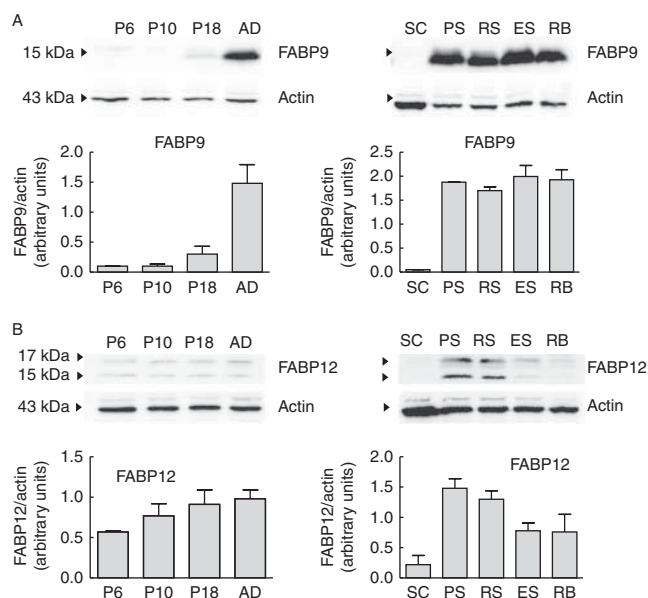 A
P6 P10 P18 AD
15 kDa FABP9
43 kDa Actin
SC PS RS ES RB
FABP9
Actin
FABP9
FABP9/actin
(arbitrary units)
2.0
1.5
1.0
0.5
0.0
P6 P10 P18 AD
FABP9
FABP9/actin
(arbitrary units)
2.5
2.0
1.5
1.0
0.5
0.0
SC PS RS ES RB
B
P6 P10 P18 AD
17 kDa
15 kDa
FABP12
43 kDa Actin
SC PS RS ES RB
FABP12
Actin
FABP12
FABP12/actin
(arbitrary units)
1.5
1.0
0.5
0.0
P6 P10 P18 AD
FABP12
FABP12/actin
(arbitrary units)
2.0
1.5
1.0
0.5
0.0
SC PS RS ES RB